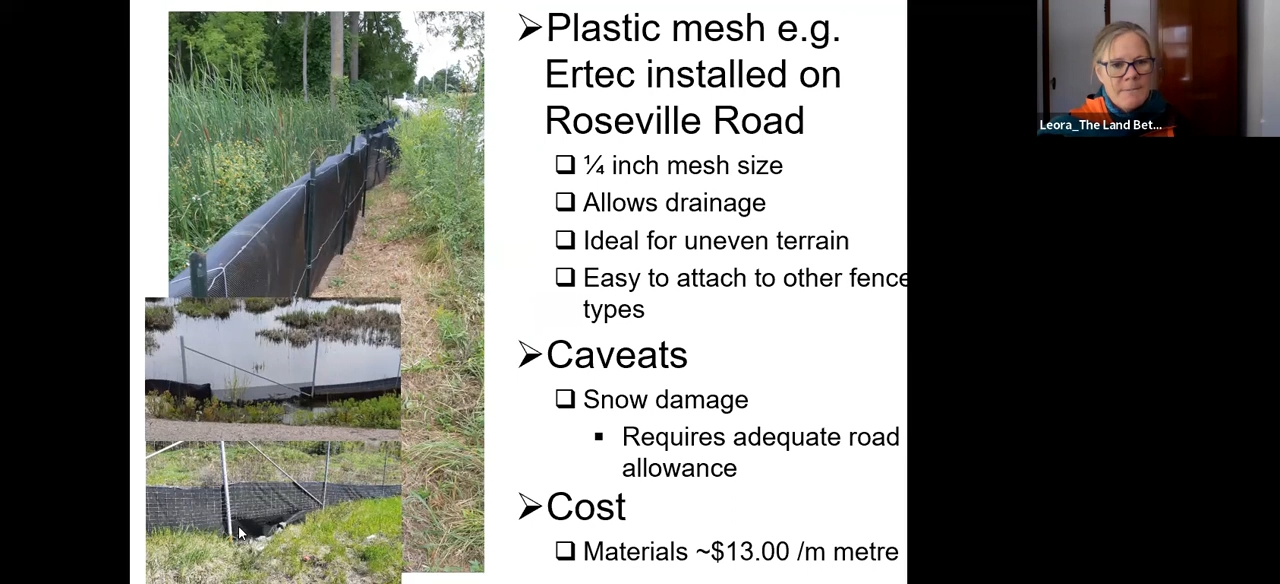 ➢Plastic mesh e.g.
Ertec installed on
Roseville Road
❑ ¼ inch mesh size
❑ Allows drainage
❑ Ideal for uneven terrain
❑ Easy to attach to other fence
types
➢Caveats
❑ Snow damage
▪ Requires adequate road
allowance
➢Cost
❑ Materials ~$13.00 /m metre
Leora_The Land Bet...